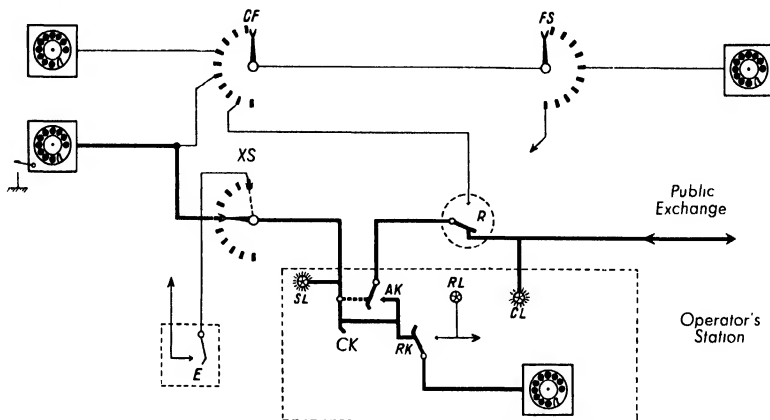 CF
FS
XS
R
Public
Exchange
SL
AK
RL
CL
CK
RK
E
Operator's
Station